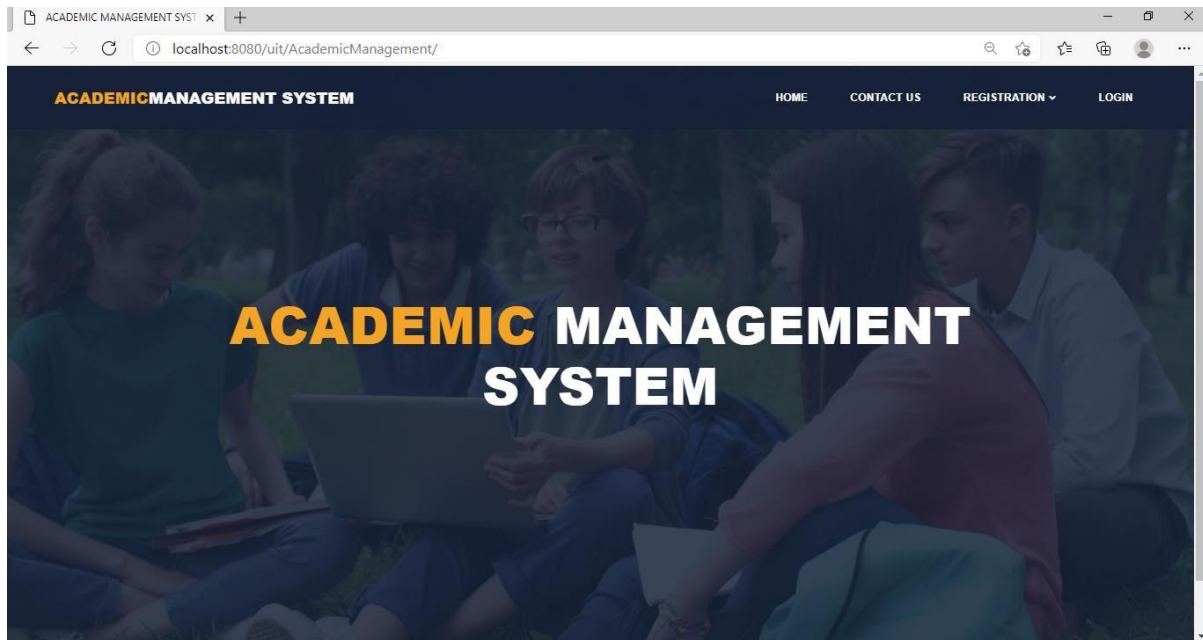 ACADEMIC MANAGEMENT SYST
localhost:8080/uit/AcademicManagement/
ACADEMICMANAGEMENT SYSTEM
HOME CONTACT US REGISTRATION LOGIN
ACADEMIC MANAGEMENT
SYSTEM